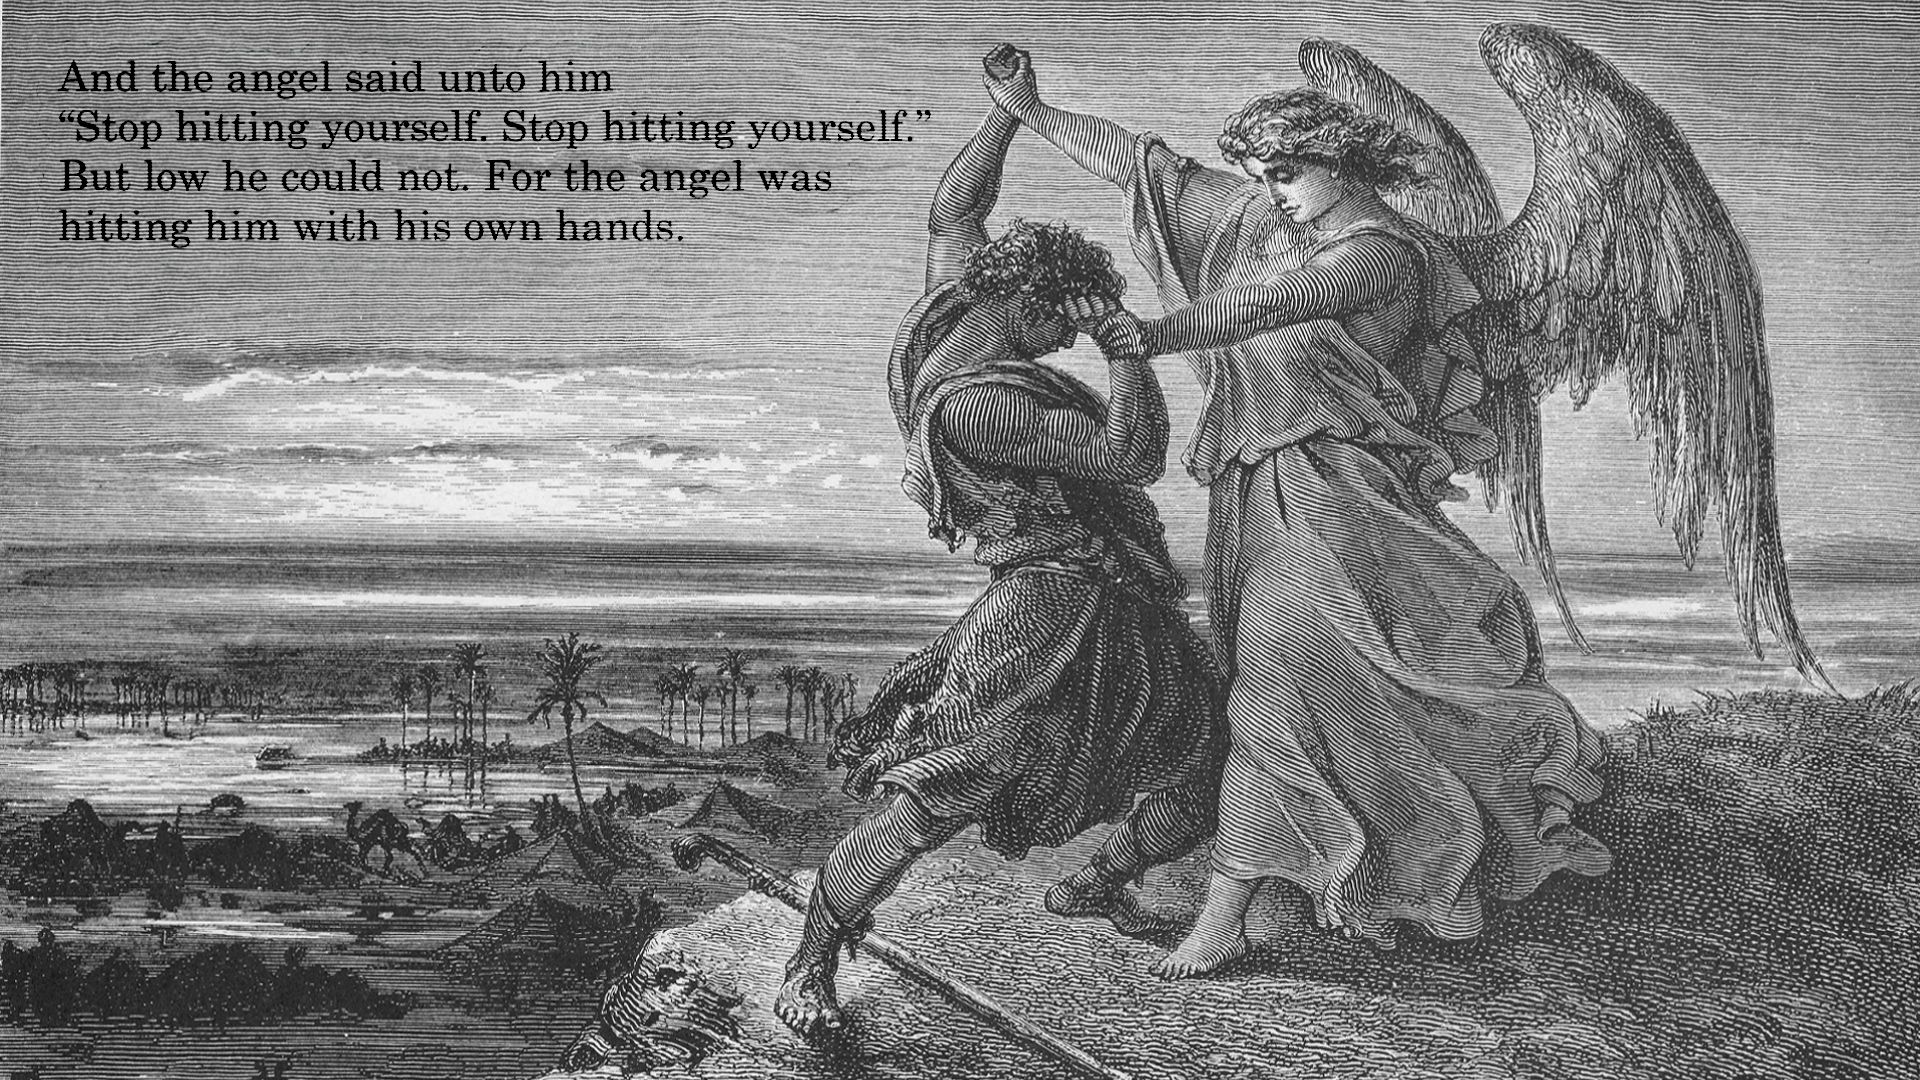 And the angel said unto him
“Stop hitting yourself. Stop hitting yourself.”
But low he could not. For the angel was
hitting him with his own hands.